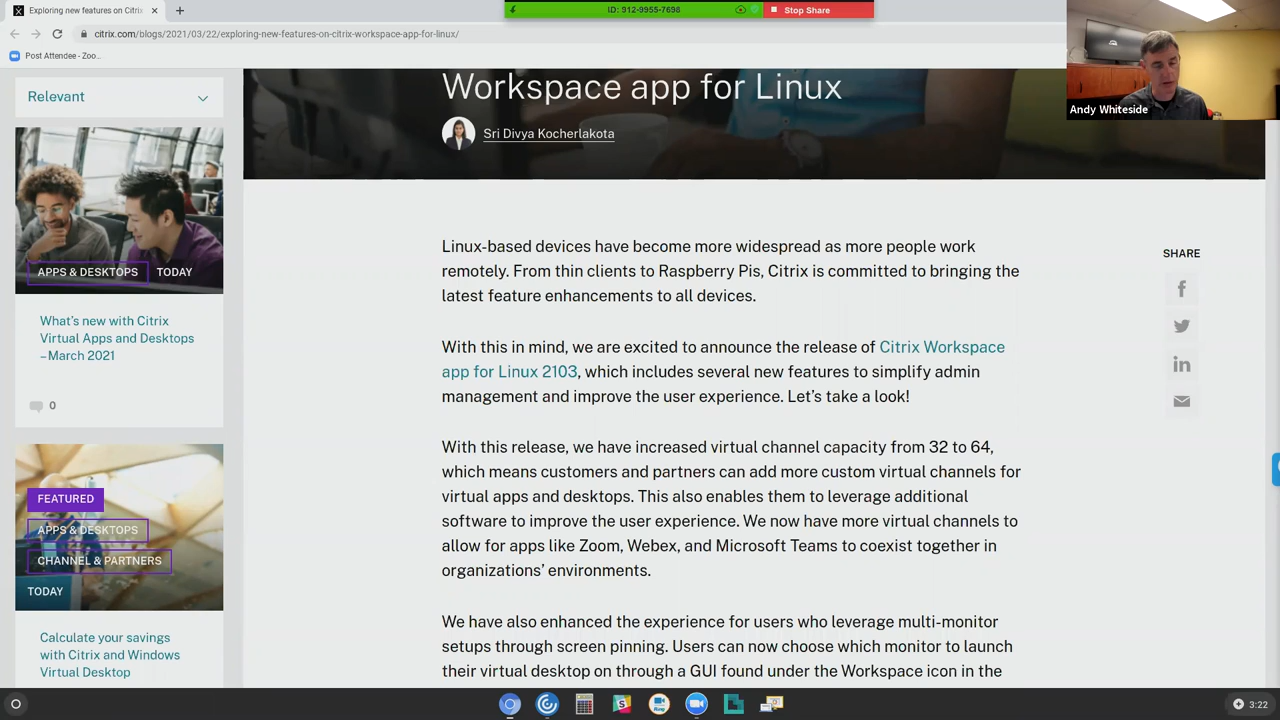 Exploring new features on Citrix
ID: 912-9955-7698
Stop Share
citrix.com/blogs/2021/03/22/exploring-new-features-on-citrix-workspace-app-for-linux/
Post Attendee - Zoo...
Andy Whiteside
Relevant
APPS & DESKTOPS TODAY
What's new with Citrix
Virtual Apps and Desktops
– March 2021
0
FEATURED
APPS & DESKTOPS
CHANNEL & PARTNERS
TODAY
Calculate your savings
with Citrix and Windows
Virtual Desktop
Workspace app for Linux
Sri Divya Kocherlakota
Linux-based devices have become more widespread as more people work
remotely. From thin clients to Raspberry Pis, Citrix is committed to bringing the
latest feature enhancements to all devices.
With this in mind, we are excited to announce the release of Citrix Workspace
app for Linux 2103, which includes several new features to simplify admin
management and improve the user experience. Let's take a look!
With this release, we have increased virtual channel capacity from 32 to 64,
which means customers and partners can add more custom virtual channels for
virtual apps and desktops. This also enables them to leverage additional
software to improve the user experience. We now have more virtual channels to
allow for apps like Zoom, Webex, and Microsoft Teams to coexist together in
organizations' environments.
We have also enhanced the experience for users who leverage multi-monitor
setups through screen pinning. Users can now choose which monitor to launch
their virtual desktop on through a GUI found under the Workspace icon in the
SHARE
3:22